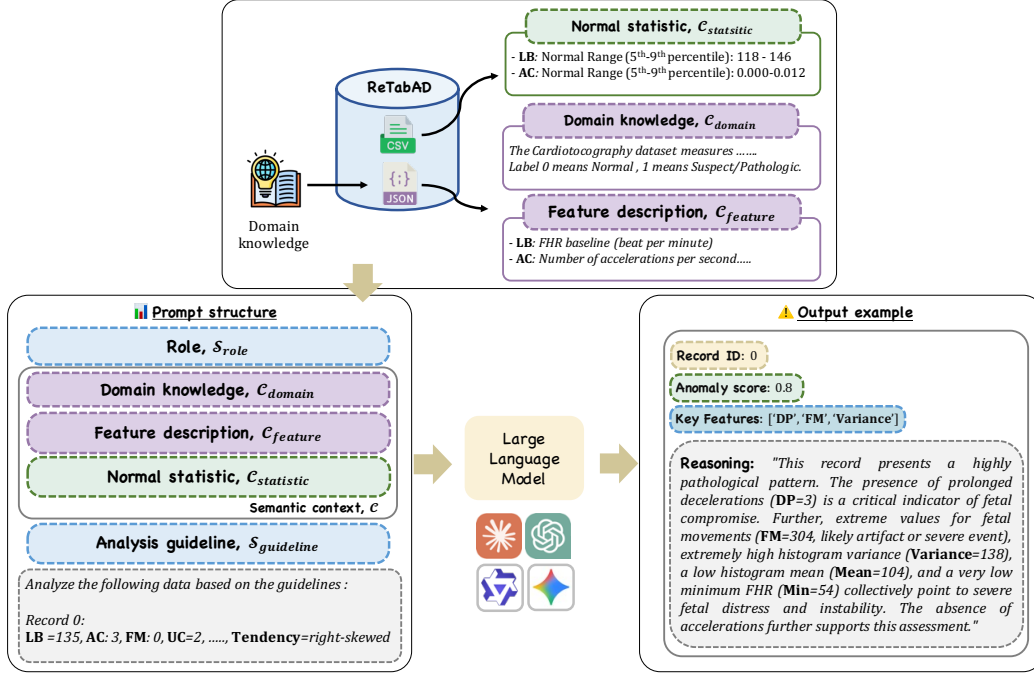 Normal statistic, 𝒞statsitic
- LB: Normal Range (5th-9th percentile): 118 - 146
- AC: Normal Range (5th-9th percentile): 0.000-0.012
ReTabAD
CSV
{;}
JSON
Domain
knowledge
Domain knowledge, 𝒞domain
The Cardiotocography dataset measures .......
Label 0 means Normal , 1 means Suspect/Pathologic.
Feature description, 𝒞feature
- LB: FHR baseline (beat per minute)
- AC: Number of accelerations per second.....
Prompt structure
Role, 𝒮role
Domain knowledge, 𝒞domain
Feature description, 𝒞feature
Normal statistic, 𝒞statistic
Semantic context, 𝒞
Analysis guideline, 𝒮guideline
Analyze the following data based on the guidelines :
Record 0:
LB =135, AC: 3, FM: 0, UC=2, ....., Tendency=right-skewed
Large
Language
Model
Output example
Record ID: 0
Anomaly score: 0.8
Key Features: ['DP', 'FM', 'Variance']
Reasoning: "This record presents a highly
pathological pattern. The presence of prolonged
decelerations (DP=3) is a critical indicator of fetal
compromise. Further, extreme values for fetal
movements (FM=304, likely artifact or severe event),
extremely high histogram variance (Variance=138),
a low histogram mean (Mean=104), and a very low
minimum FHR (Min=54) collectively point to severe
fetal distress and instability. The absence of
accelerations further supports this assessment."